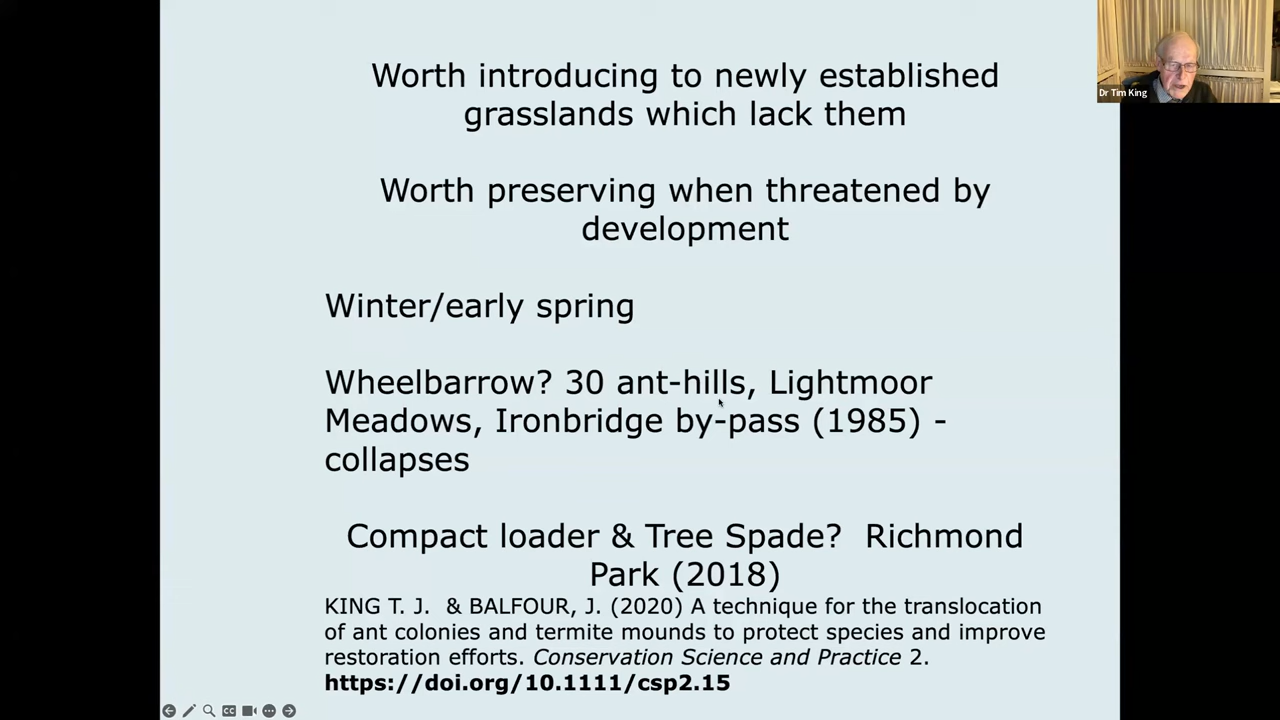 Worth introducing to newly established
grasslands which lack them
Worth preserving when threatened by
development
Winter/early spring
Wheelbarrow? 30 ant-hills, Lightmoor
Meadows, Ironbridge by-pass (1985) -
collapses
Compact loader & Tree Spade?  Richmond
Park (2018)
KING T. J.  & BALFOUR, J. (2020) A technique for the translocation
of ant colonies and termite mounds to protect species and improve
restoration efforts. Conservation Science and Practice 2.
https://doi.org/10.1111/csp2.15
Dr Tim King
CC